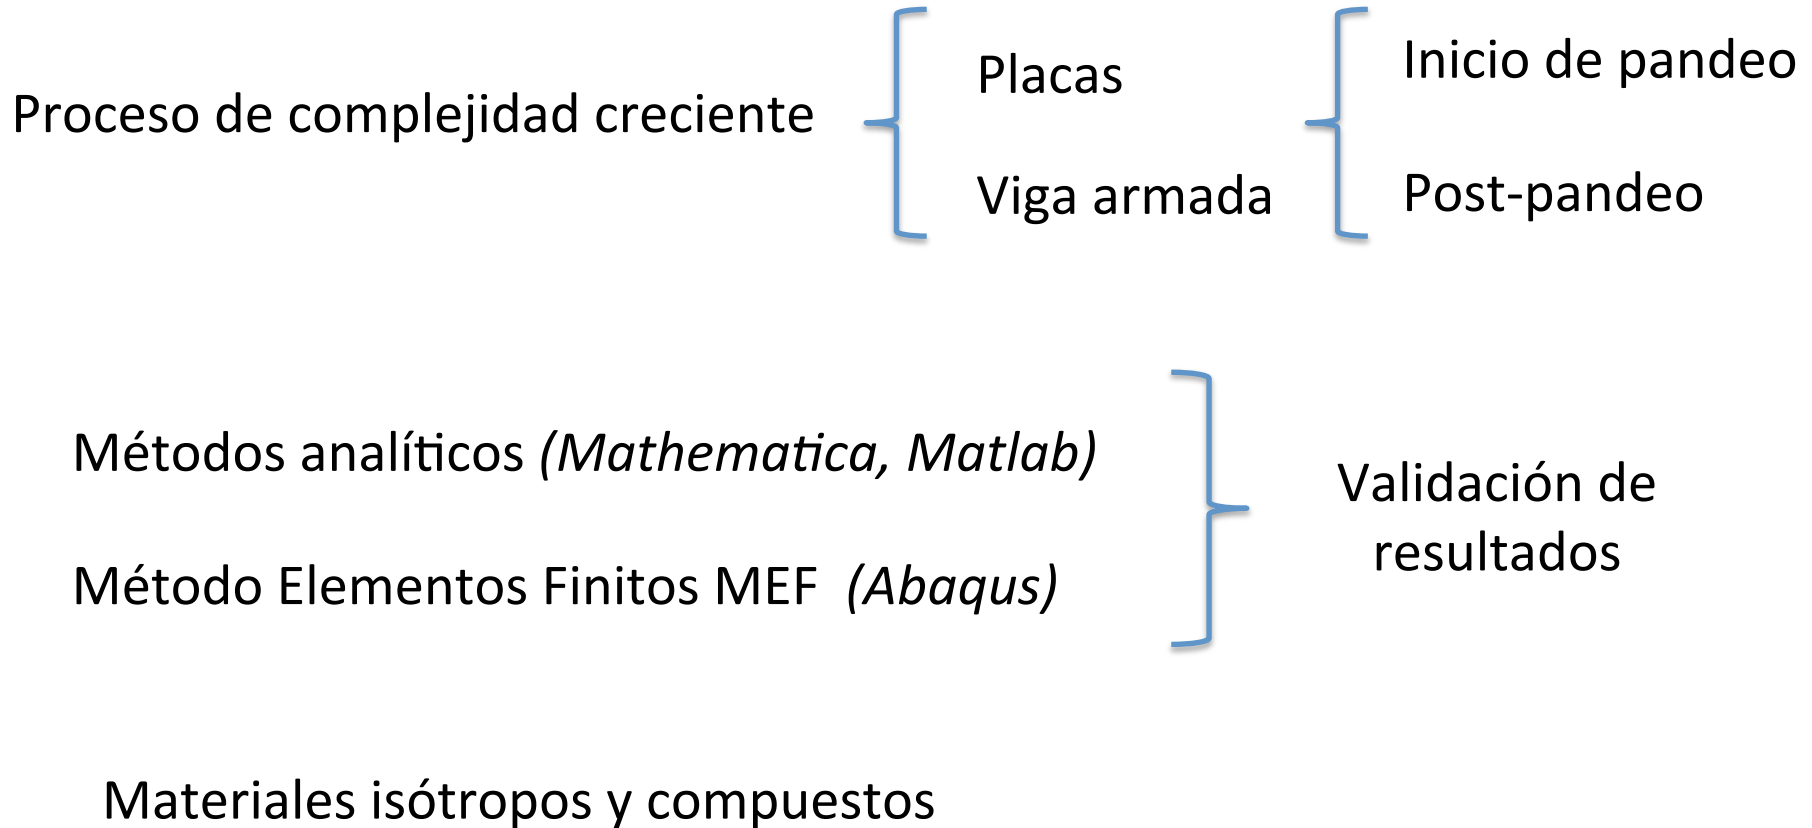 Proceso de complejidad creciente
Placas
Viga armada
Inicio de pandeo
Post-pandeo
Métodos analíticos (Mathematica, Matlab)
Método Elementos Finitos MEF (Abaqus)
Validación de
resultados
Materiales isótropos y compuestos